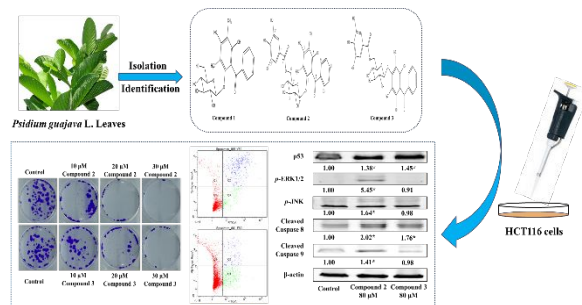 Isolation
Identification
Psidium guajava L. Leaves
Compound 1
Compound 2
Compound 3
HCT116 cells
Control
10 μM
Compound 2
20 μM
Compound 2
30 μM
Compound 2
Control
10 μM
Compound 3
20 μM
Compound 3
30 μM
Compound 3
p53
1.00 1.38* 1.45*
p-ERK1/2
1.00 5.45* 0.91
p-JNK
1.00 1.64* 0.98
Cleaved
Caspase 8
1.00 2.02* 1.76*
Cleaved
Caspase 9
1.00 1.41* 0.98
β-actin
Control Compound 2 Compound 3
80 μM 80 μM